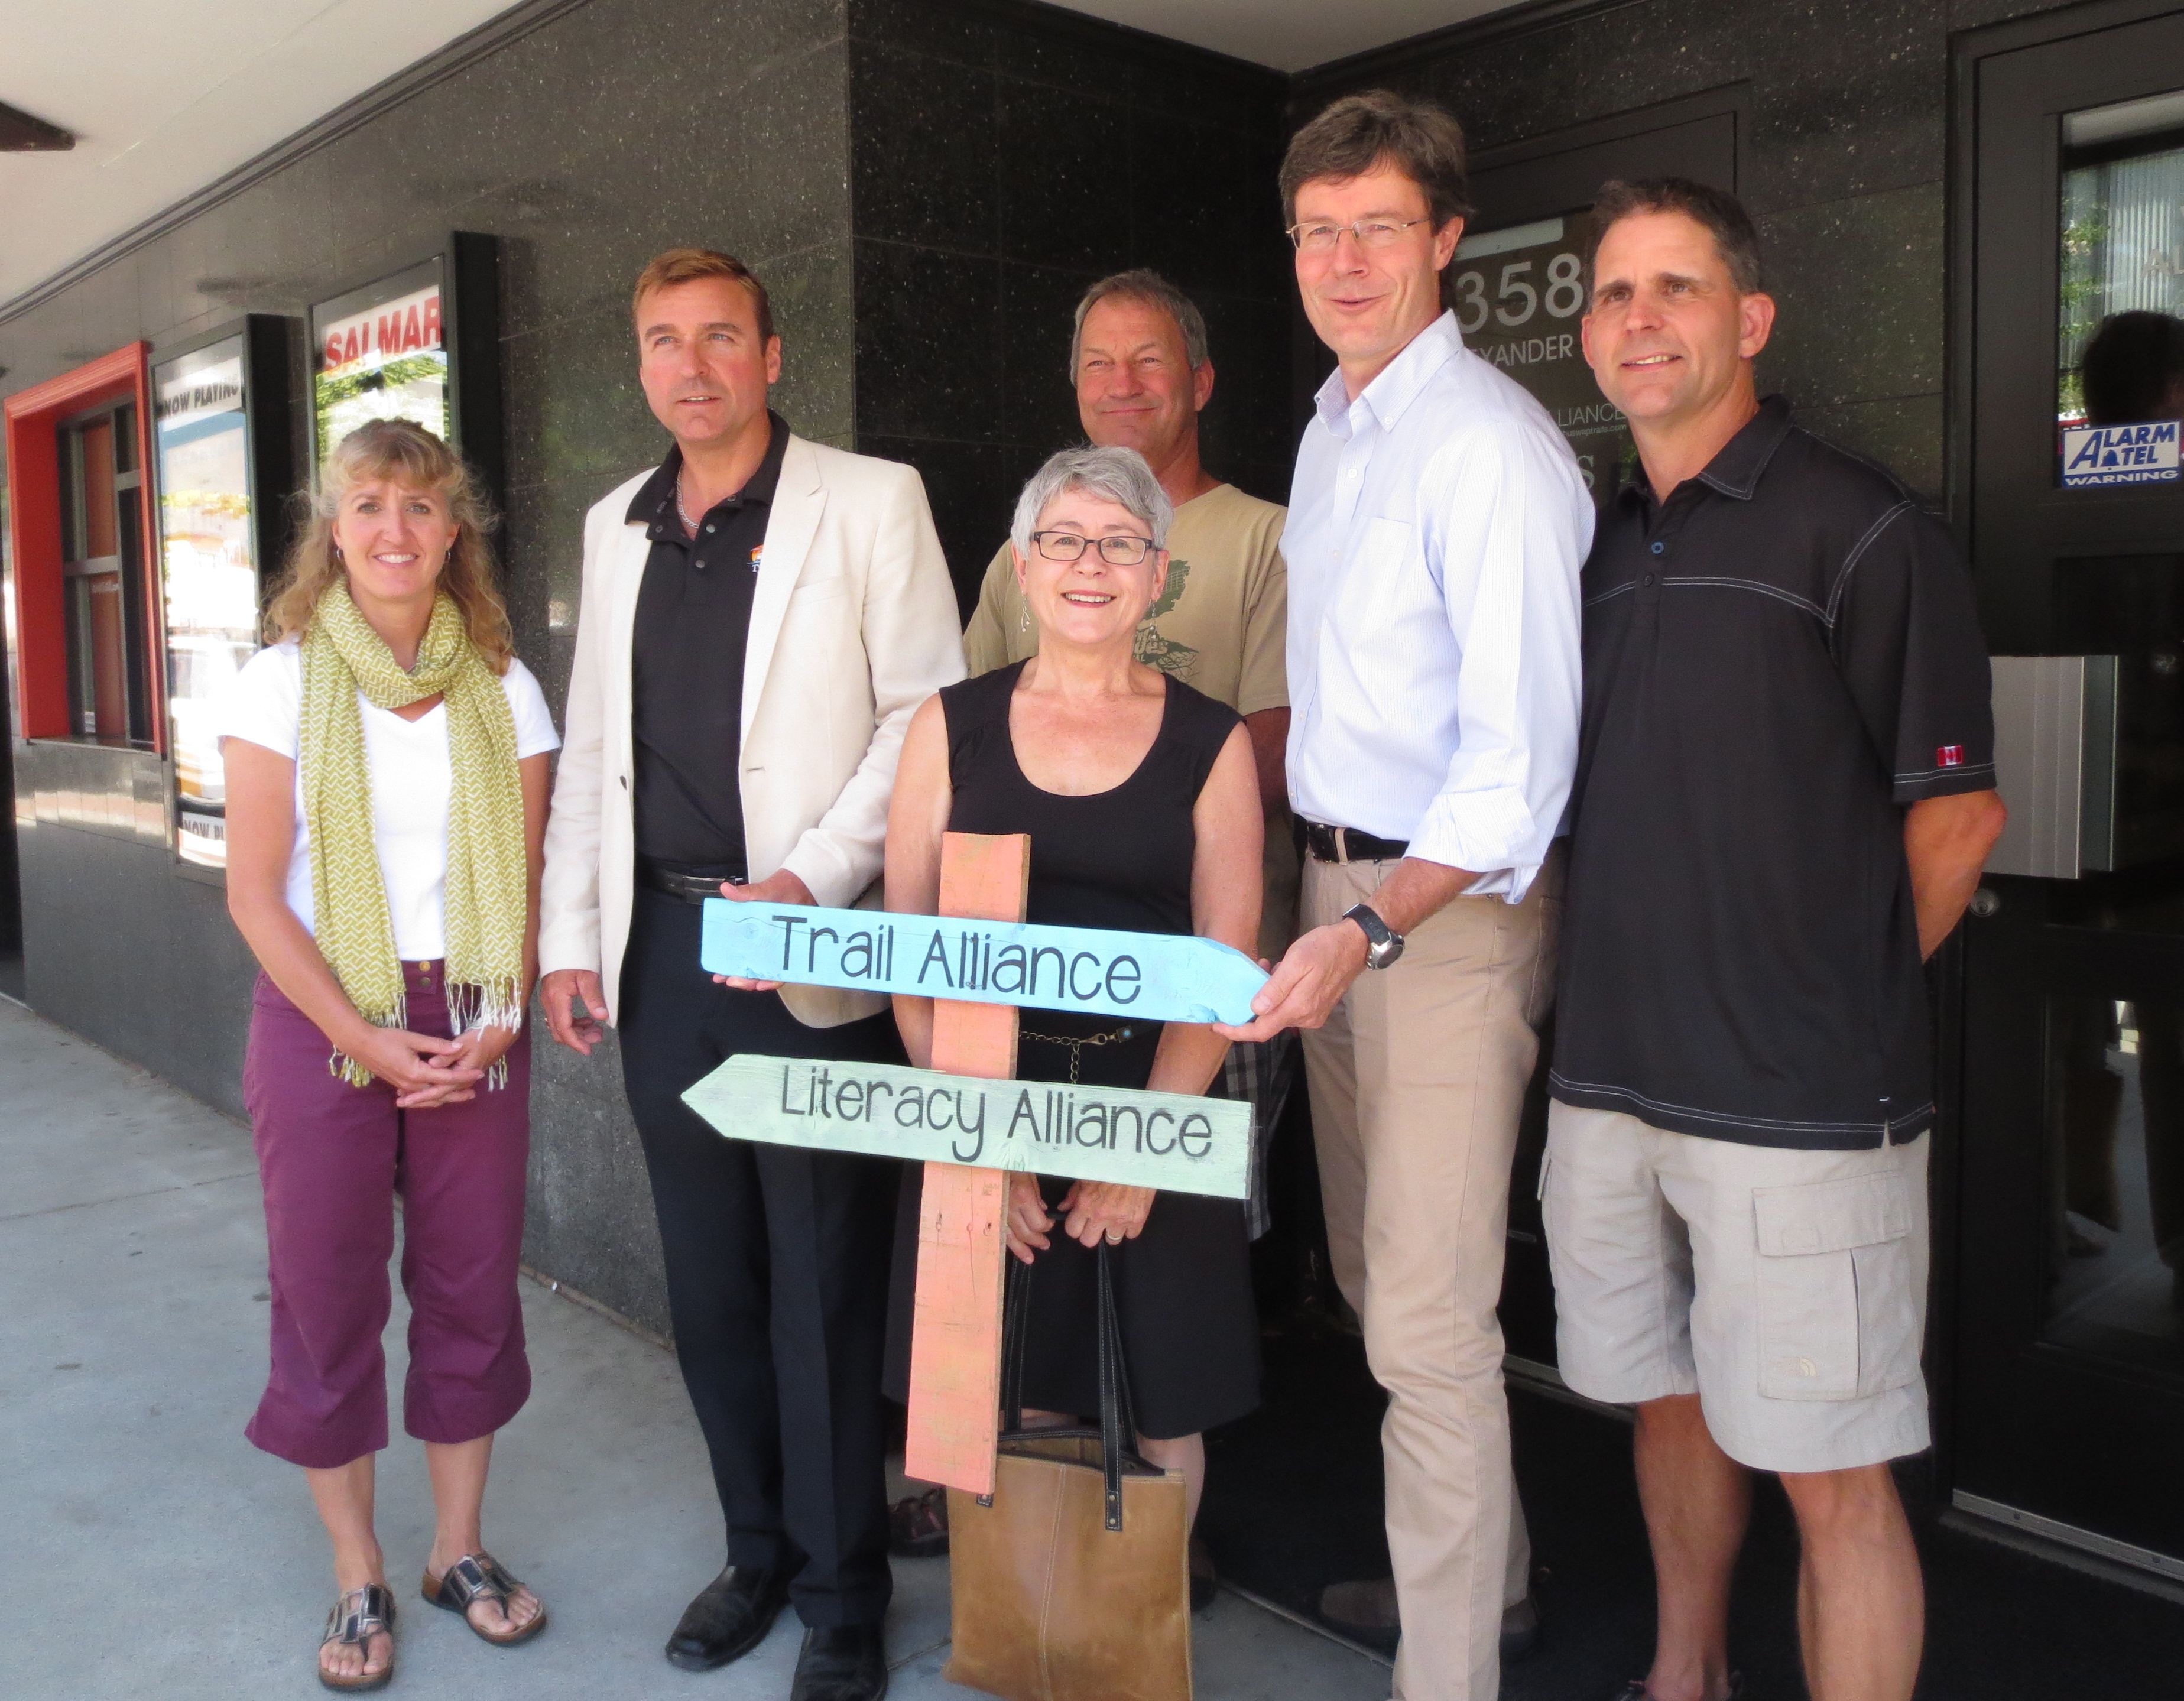 SALMAR
NOW PLAYING
358
ALARM
TEL
WARNING
Trail Alliance
Literacy Alliance